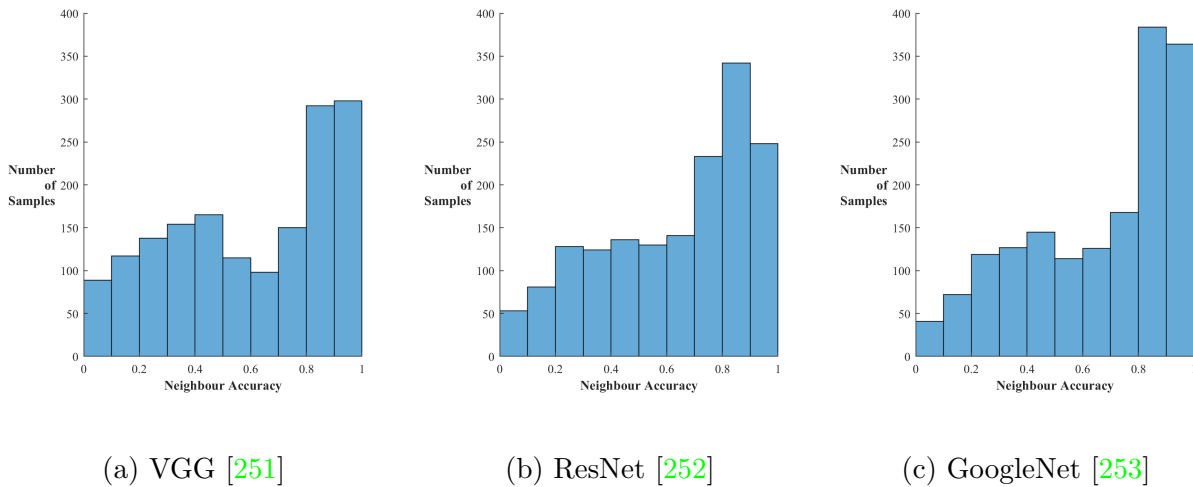 400
350
300
250
200
150
100
50
0
Number
of
Samples
0 0.2 0.4 0.6 0.8 1
Neighbour Accuracy
(a) VGG [251]
400
350
300
250
200
150
100
50
0
Number
of
Samples
0 0.2 0.4 0.6 0.8 1
Neighbour Accuracy
(b) ResNet [252]
400
350
300
250
200
150
100
50
0
Number
of
Samples
0 0.2 0.4 0.6 0.8
Neighbour Accuracy
(c) GoogleNet [253]